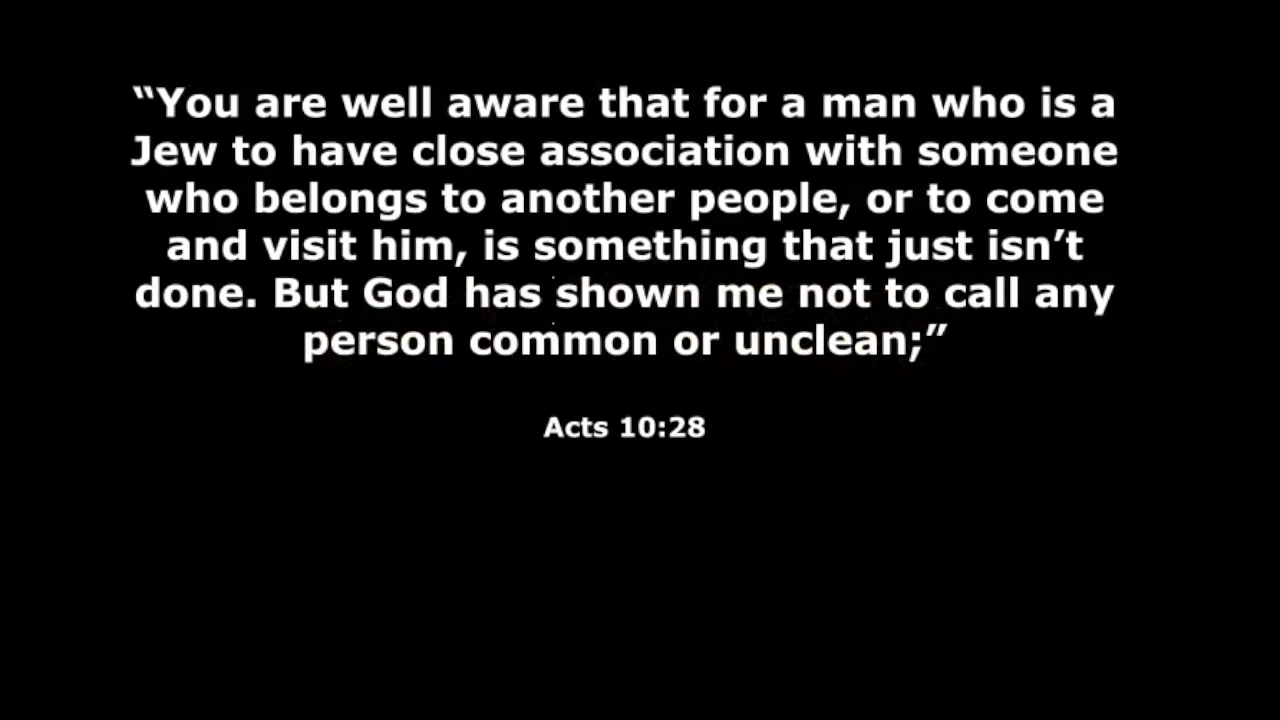 “You are well aware that for a man who is a
Jew to have close association with someone
who belongs to another people, or to come
and visit him, is something that just isn’t
done. But God has shown me not to call any
person common or unclean;”
Acts 10:28